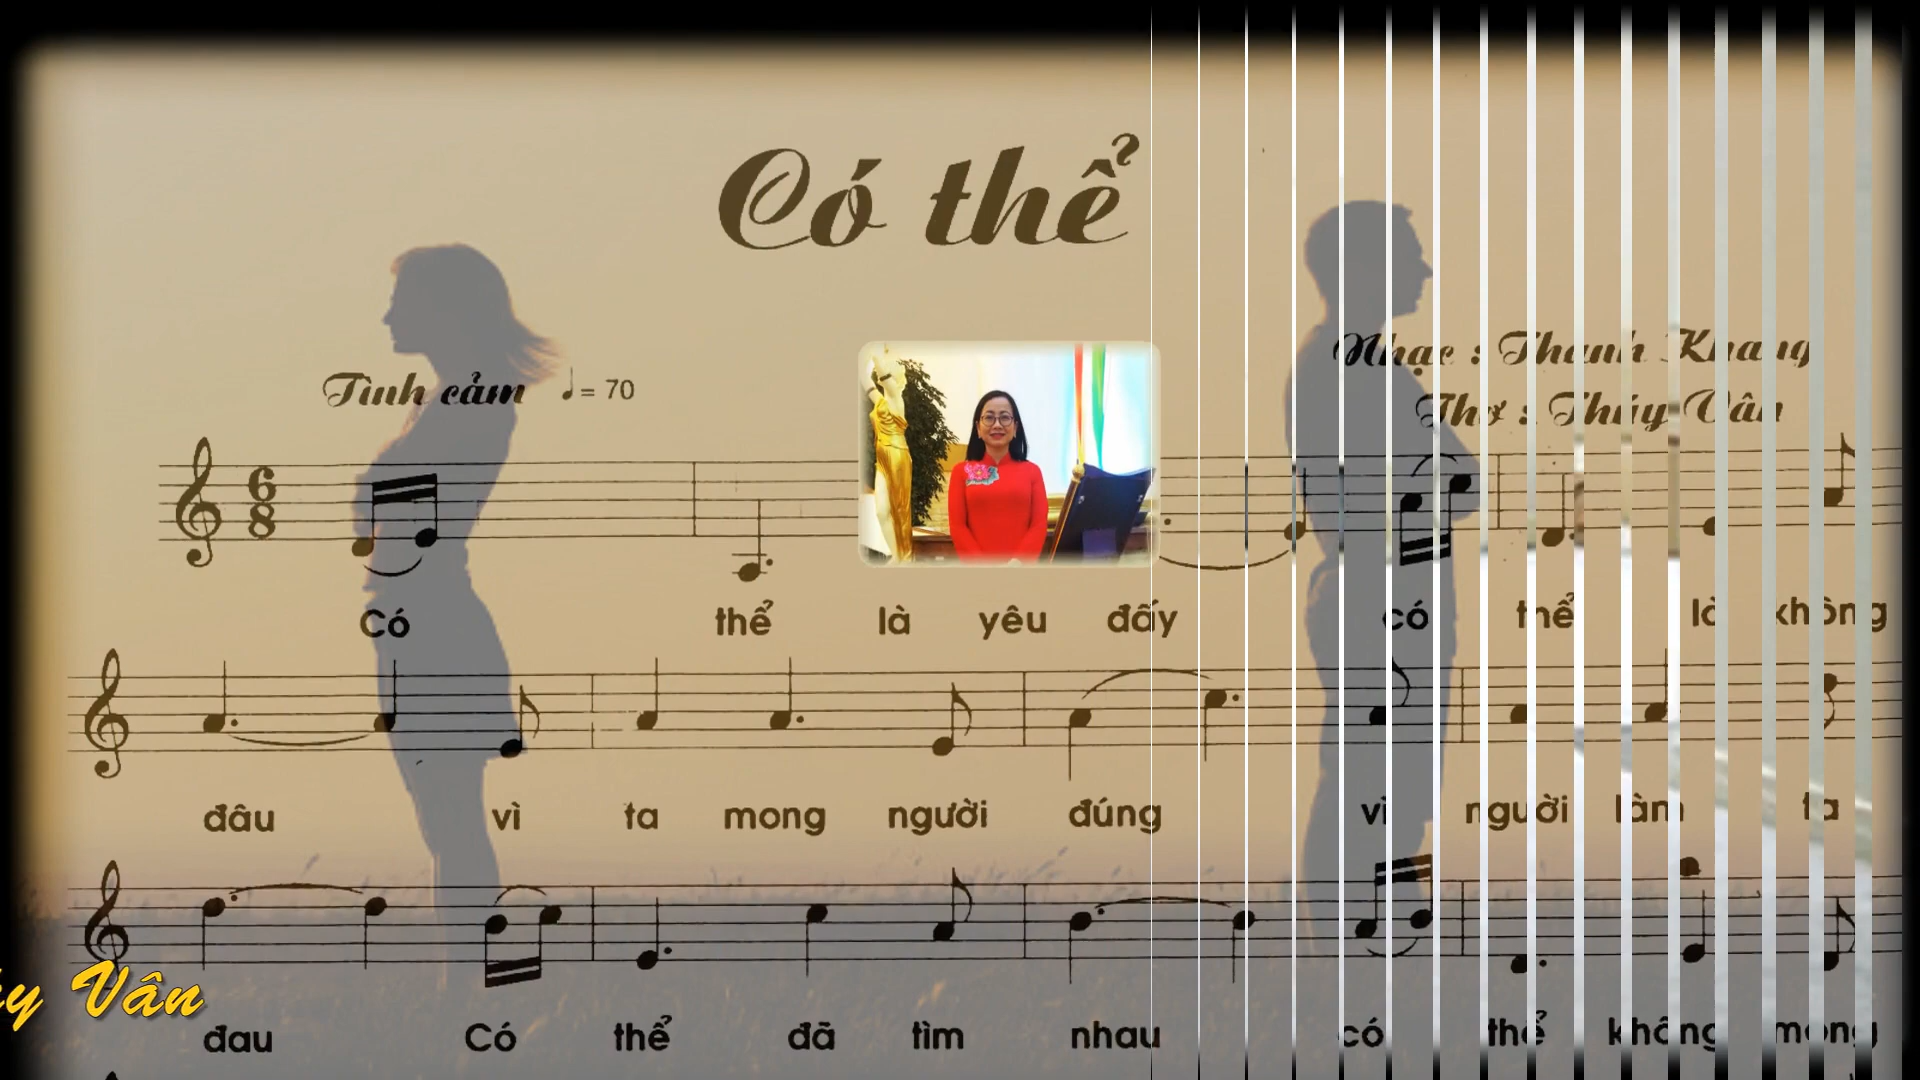 Có thể
Nhạc : Thanh Khang
Thơ : Thúy Vân
Tình cảm ♩= 70
6
8
Có thể là yêu đấy có thể là không
đâu vì ta mong người đúng vì người làm ta
Vân
đau Có thể đã tìm nhau có thể không mong